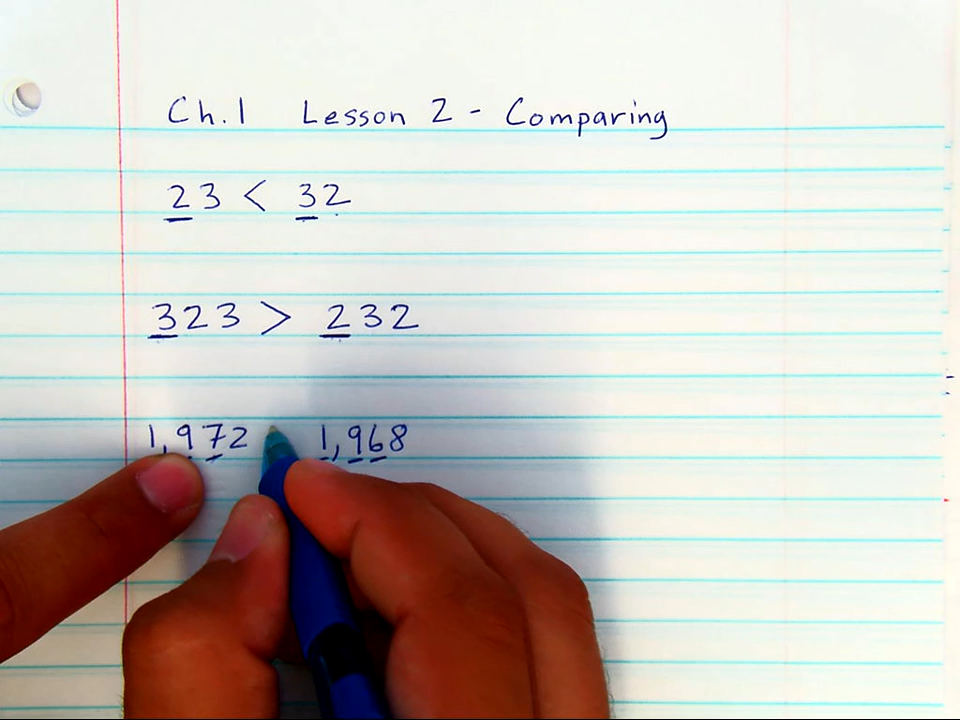 Ch.1 Lesson 2 - Comparing
23 < 32
323 > 232
1,972 1,968